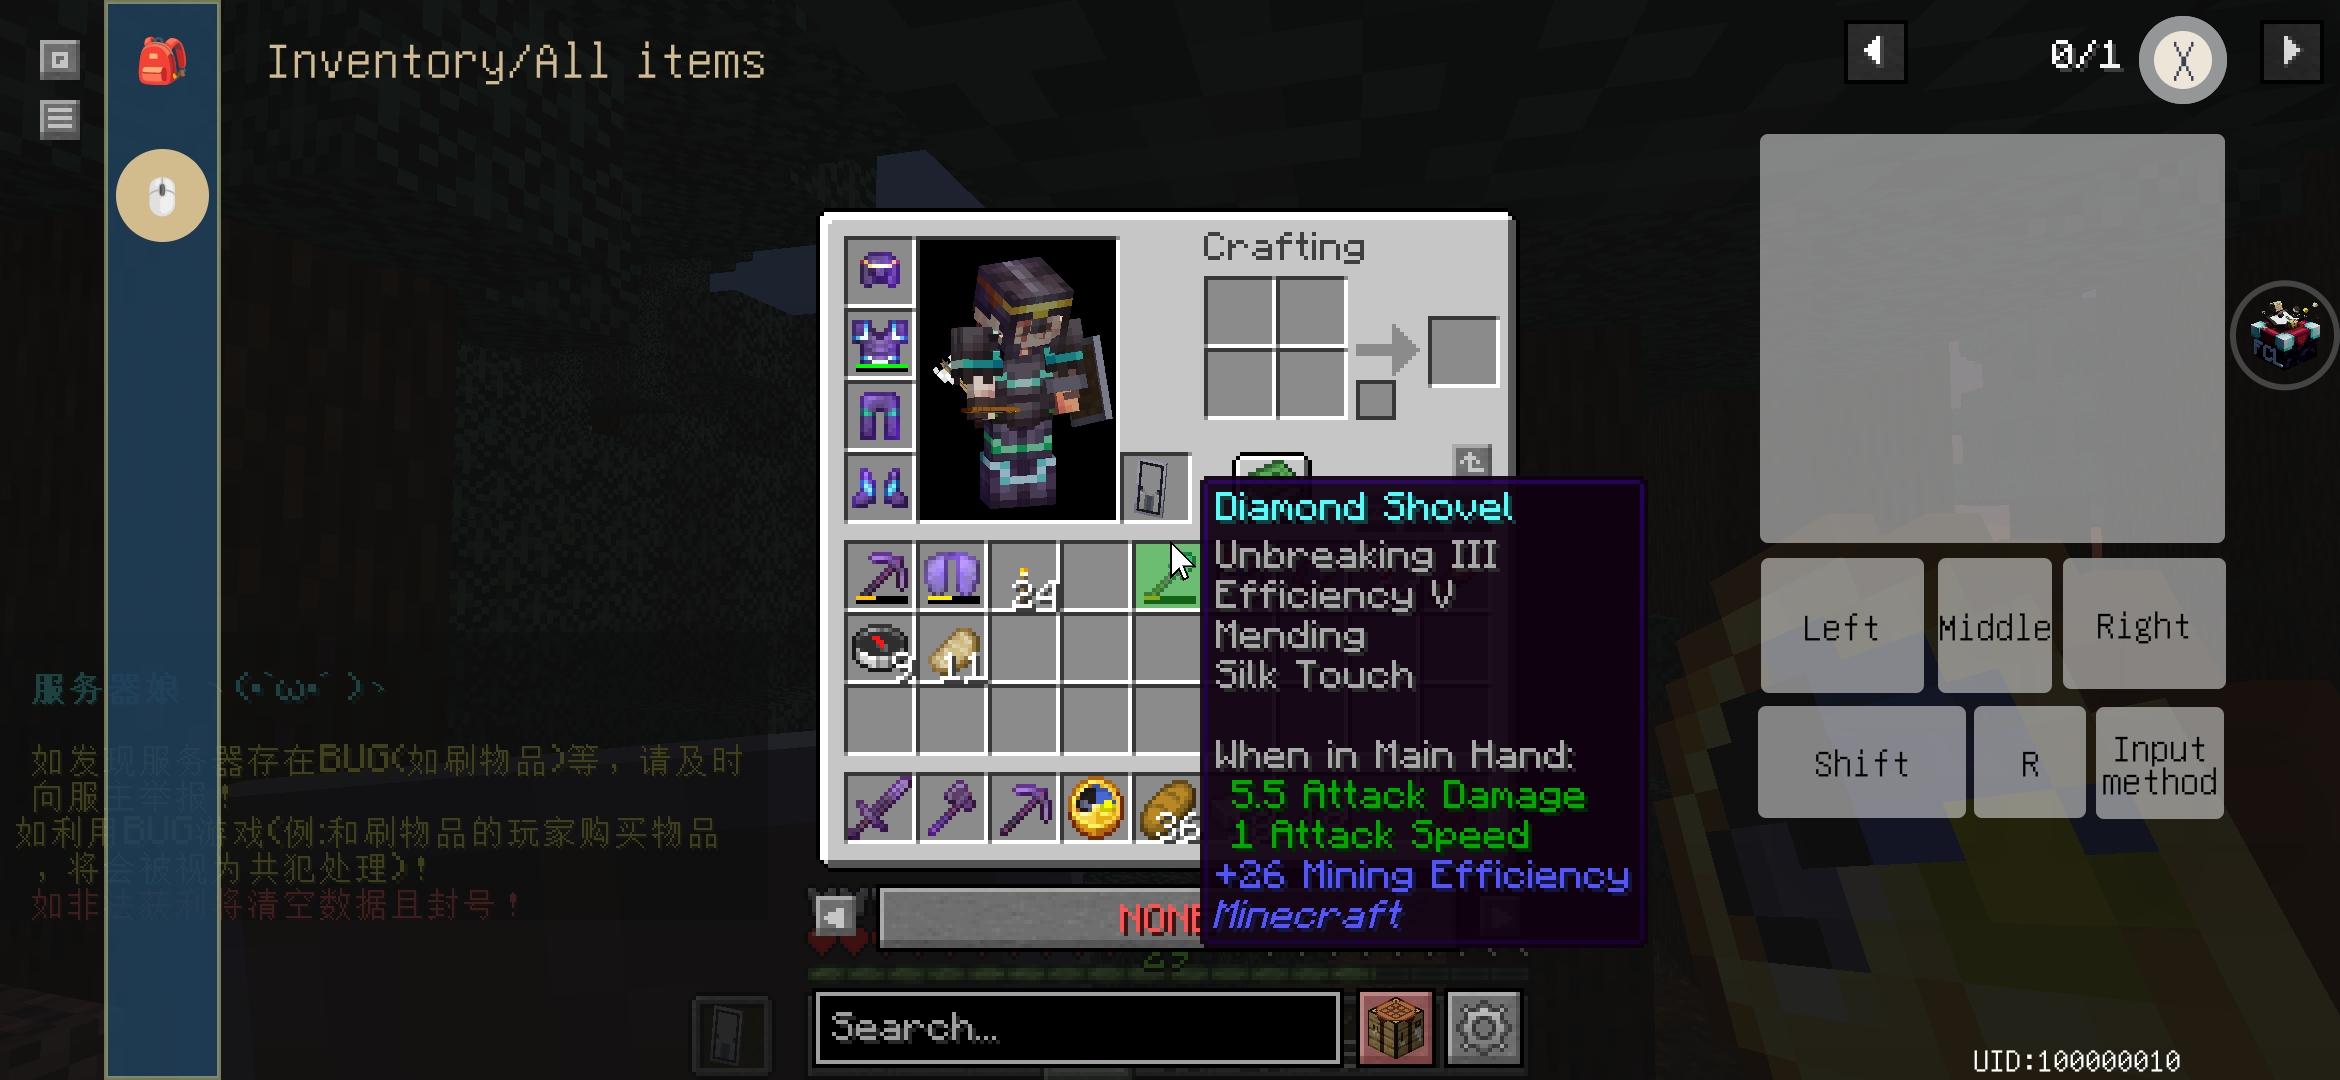 Inventory/All items
0/1
X
Crafting
Diamond Shovel
Unbreaking III
Efficiency V
Mending
Silk Touch
When in Main Hand:
5.5 Attack Damage
1 Attack Speed
+26 Mining Efficiency
Minecraft
24
9
11
36
NONE
47
Search...
服务器娘 (･`ω･´)
如发现服务器存在BUG(如刷物品)等，请及时
向服主举报！
如利用BUG游戏(例:和刷物品的玩家购买物品
，将会被视为共犯处理)！
如非法获利将清空数据且封号！
FCL
Left
Middle
Right
Shift
R
Input
method
UID:100000010